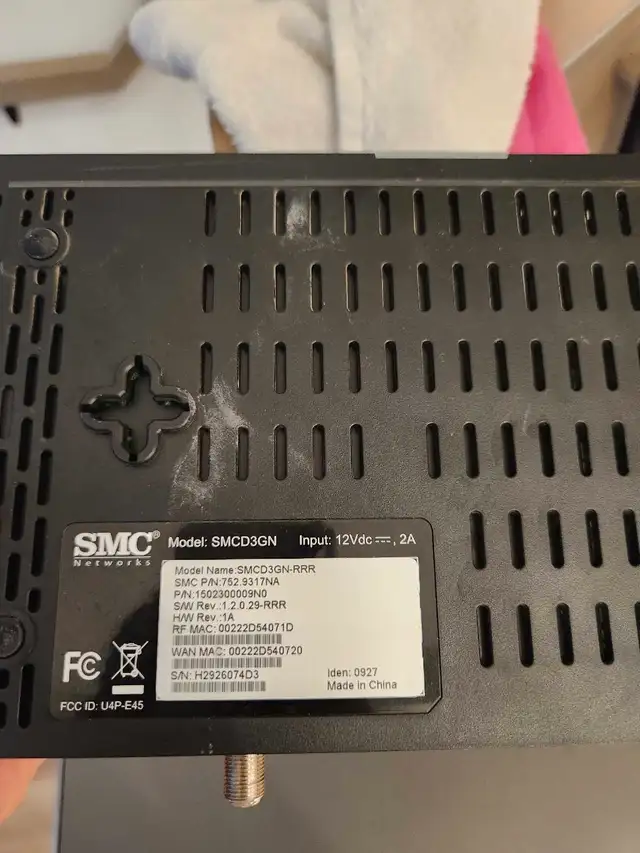 SMC® Networks
Model: SMCD3GN Input: 12Vdc ⎓, 2A
Model Name:SMCD3GN-RRR
SMC P/N:752.9317NA
P/N:1502300009N0
S/W Rev.:1.2.0.29-RRR
H/W Rev.:1A
RF MAC: 00222D54071D
WAN MAC: 00222D540720
S/N: H2926074D3
Iden: 0927
Made in China
FC
FCC ID: U4P-E45